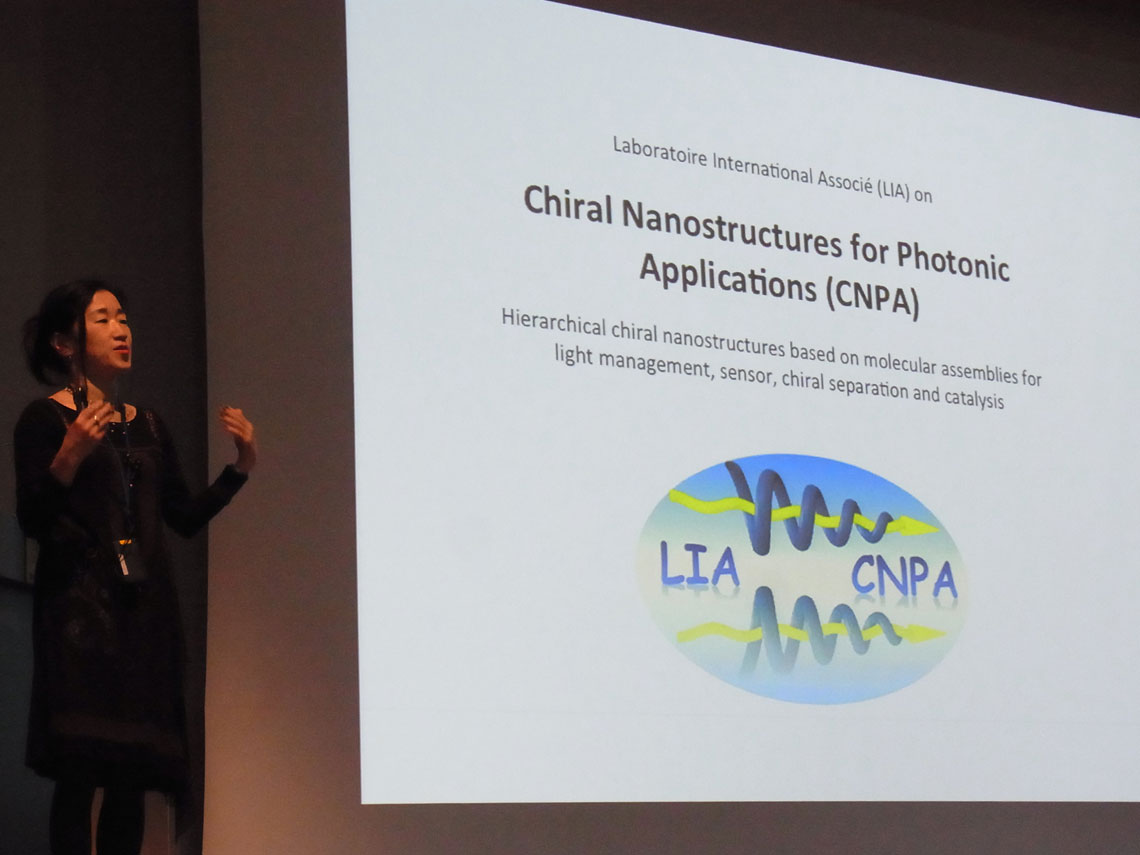 Laboratoire International Associé (LIA) on
Chiral Nanostructures for Photonic
Applications (CNPA)
Hierarchical chiral nanostructures based on molecular assemblies for
light management, sensor, chiral separation and catalysis
LIA
CNPA